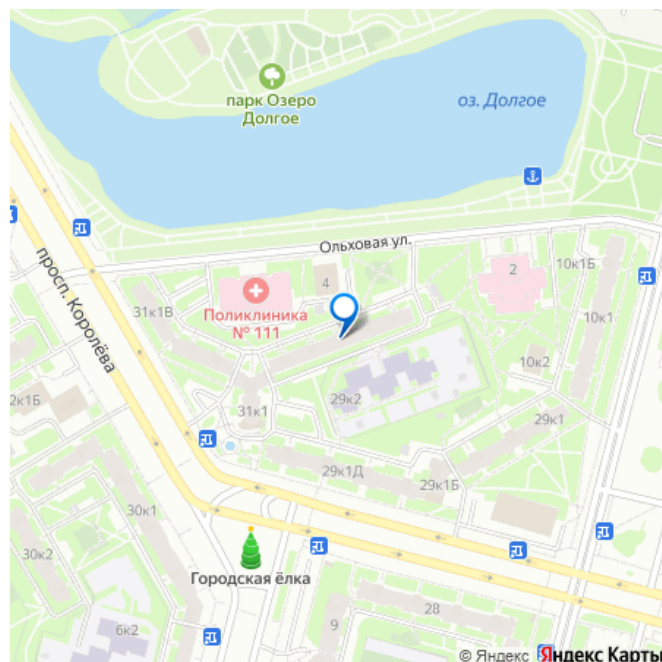 парк Озеро
Долгое
оз. Долгое
Ольховая ул.
просп. Королёва
Поликлиника
№ 111
4
2
10к1Б
10к1
10к2
31к1В
31к1
29к2
29к1
29к1Д
29к1Б
2к1Б
30к1
30к2
Городская ёлка
6к2
9
28
© Яндекс Яндекс Карты